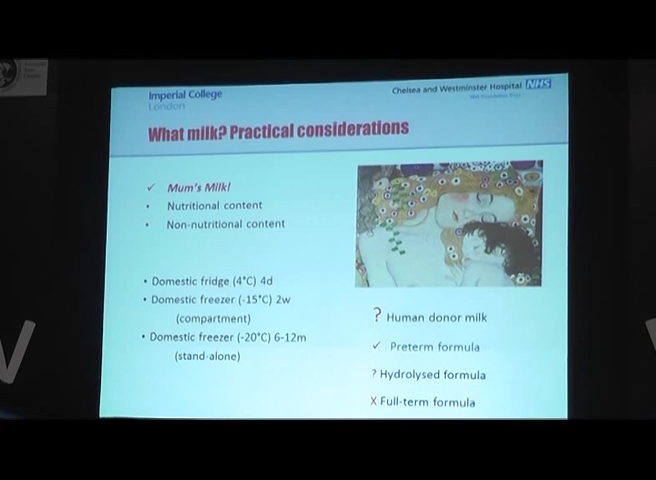 Imperial College
London
Chelsea and Westminster Hospital NHS
What milk? Practical considerations
✓ Mum's Milk!
• Nutritional content
• Non-nutritional content
• Domestic fridge (4°C) 4d
• Domestic freezer (-15°C) 2w
(compartment)
• Domestic freezer (-20°C) 6-12m
(stand-alone)
? Human donor milk
✓ Preterm formula
? Hydrolysed formula
X Full-term formula